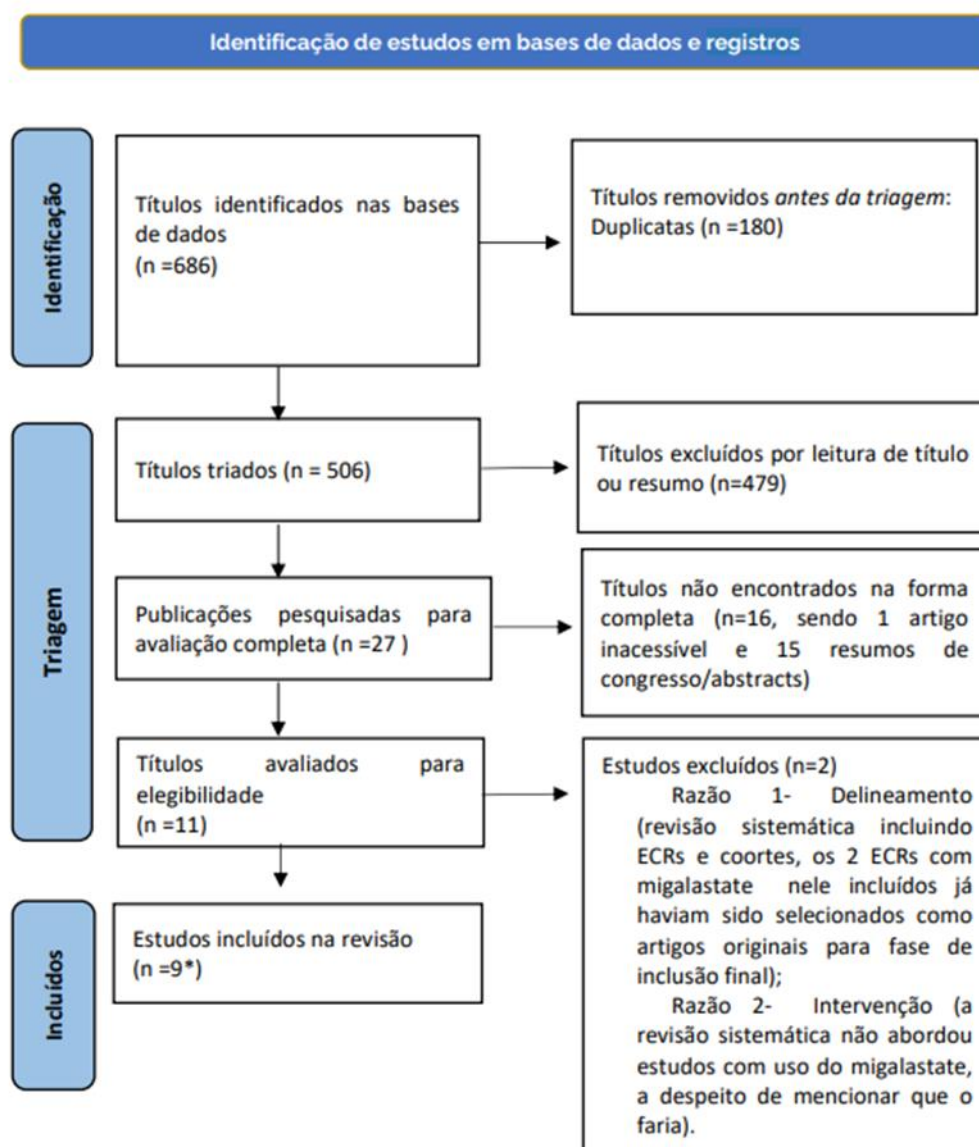 Identificação de estudos em bases de dados e registros
Identificação
Títulos identificados nas bases
de dados
(n =686)
Títulos removidos antes da triagem:
Duplicatas (n =180)
Triagem
Títulos triados (n = 506)
Títulos excluídos por leitura de título
ou resumo (n=479)
Publicações pesquisadas para
avaliação completa (n =27 )
Títulos não encontrados na forma
completa (n=16, sendo 1 artigo
inacessível e 15 resumos de
congresso/abstracts)
Títulos avaliados para
elegibilidade
(n =11)
Estudos excluídos (n=2)
Razão 1- Delineamento
(revisão sistemática incluindo
ECRs e coortes, os 2 ECRs com
migalastate nele incluídos já
haviam sido selecionados como
artigos originais para fase de
inclusão final);
Razão 2- Intervenção (a
revisão sistemática não abordou
estudos com uso do migalastate,
a despeito de mencionar que o
faria).
Incluídos
Estudos incluídos na revisão
(n =9*)